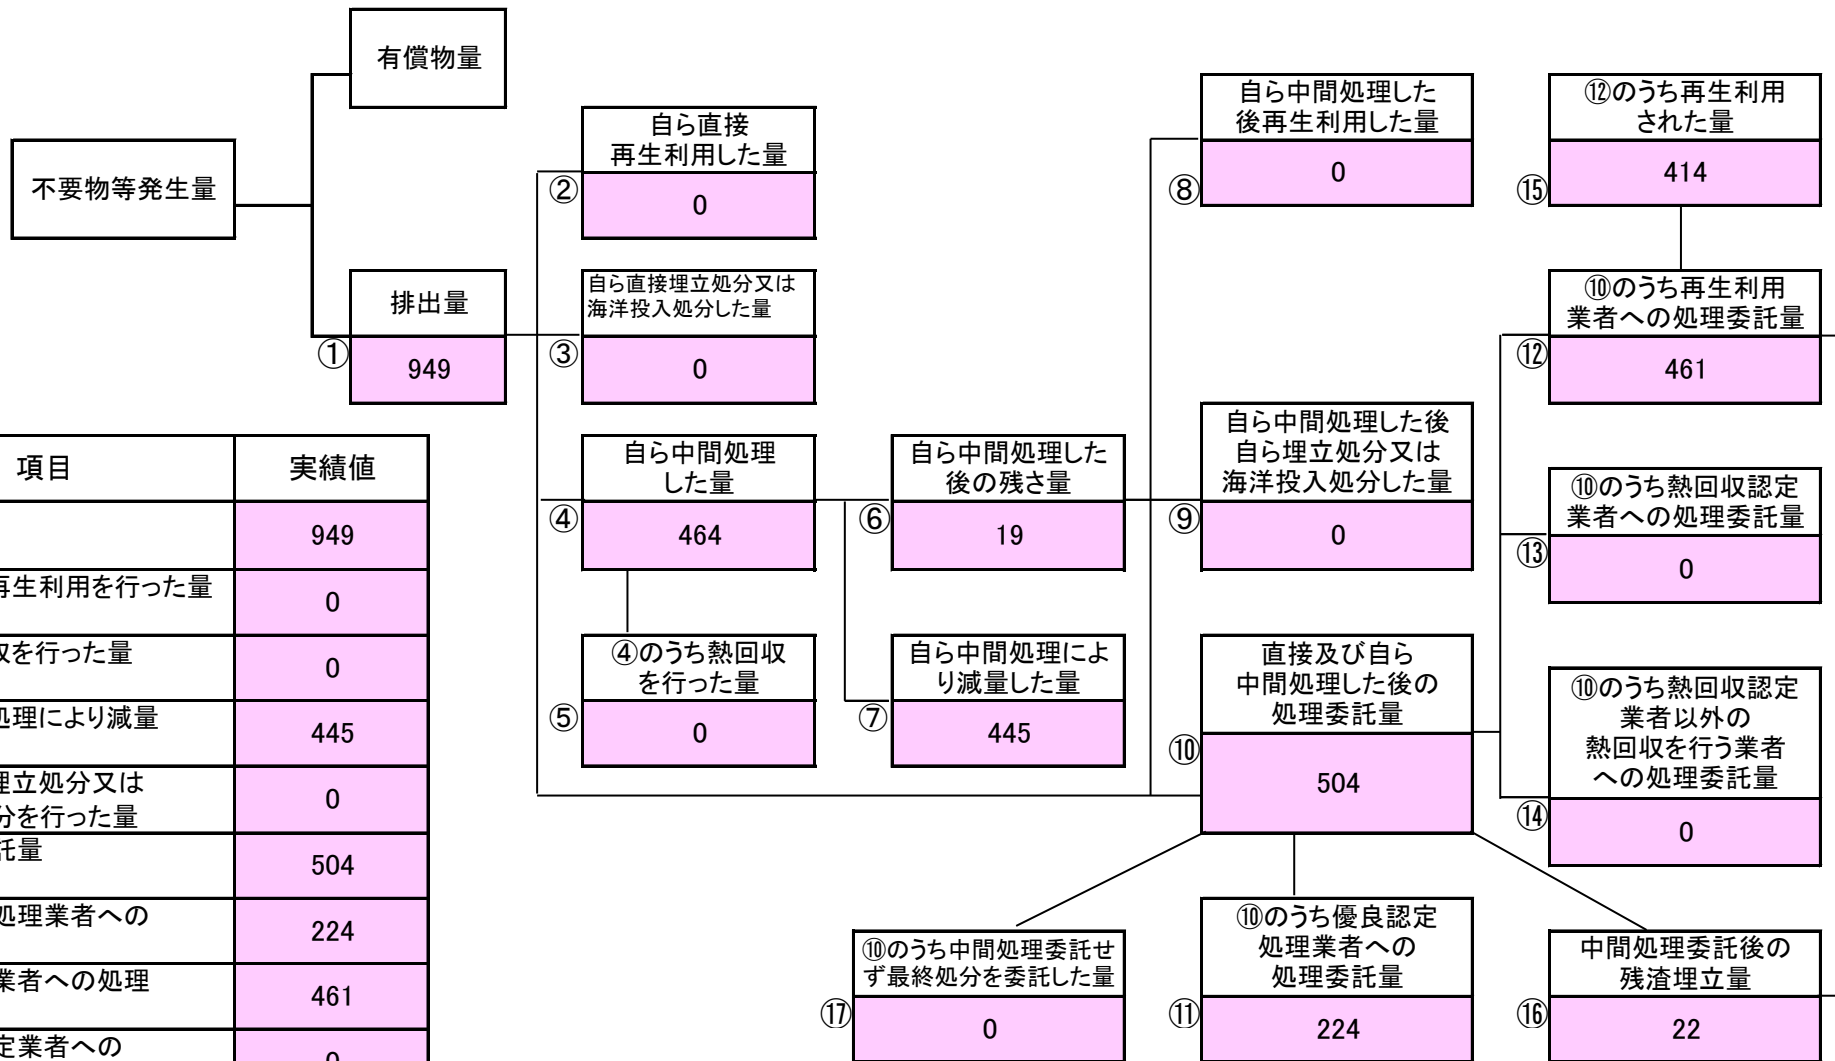 有償物量
不要物等発生量
排出量
①
949
自ら直接
再生利用した量
②
0
自ら直接埋立処分又は
海洋投入処分した量
③
0
自ら中間処理
した量
④
464
④のうち熱回収
を行った量
⑤
0
自ら中間処理した
後の残さ量
⑥
19
自ら中間処理によ
り減量した量
⑦
445
自ら中間処理した
後再生利用した量
⑧
0
自ら中間処理した後
自ら埋立処分又は
海洋投入処分した量
⑨
0
直接及び自ら
中間処理した後の
処理委託量
⑩
504
⑫のうち再生利用
された量
⑮
414
⑩のうち再生利用
業者への処理委託量
⑫
461
⑩のうち熱回収認定
業者への処理委託量
⑬
0
⑩のうち熱回収認定
業者以外の
熱回収を行う業者
への処理委託量
⑭
0
⑩のうち中間処理委託せ
ず最終処分を委託した量
⑰
0
⑩のうち優良認定
処理業者への
処理委託量
⑪
224
中間処理委託後の
残渣埋立量
⑯
22
項目 実績値
949
再生利用を行った量 0
を行った量 0
処理により減量 445
埋立処分又は
分を行った量 0
託量 504
処理業者への 224
業者への処理 461
定業者への 0